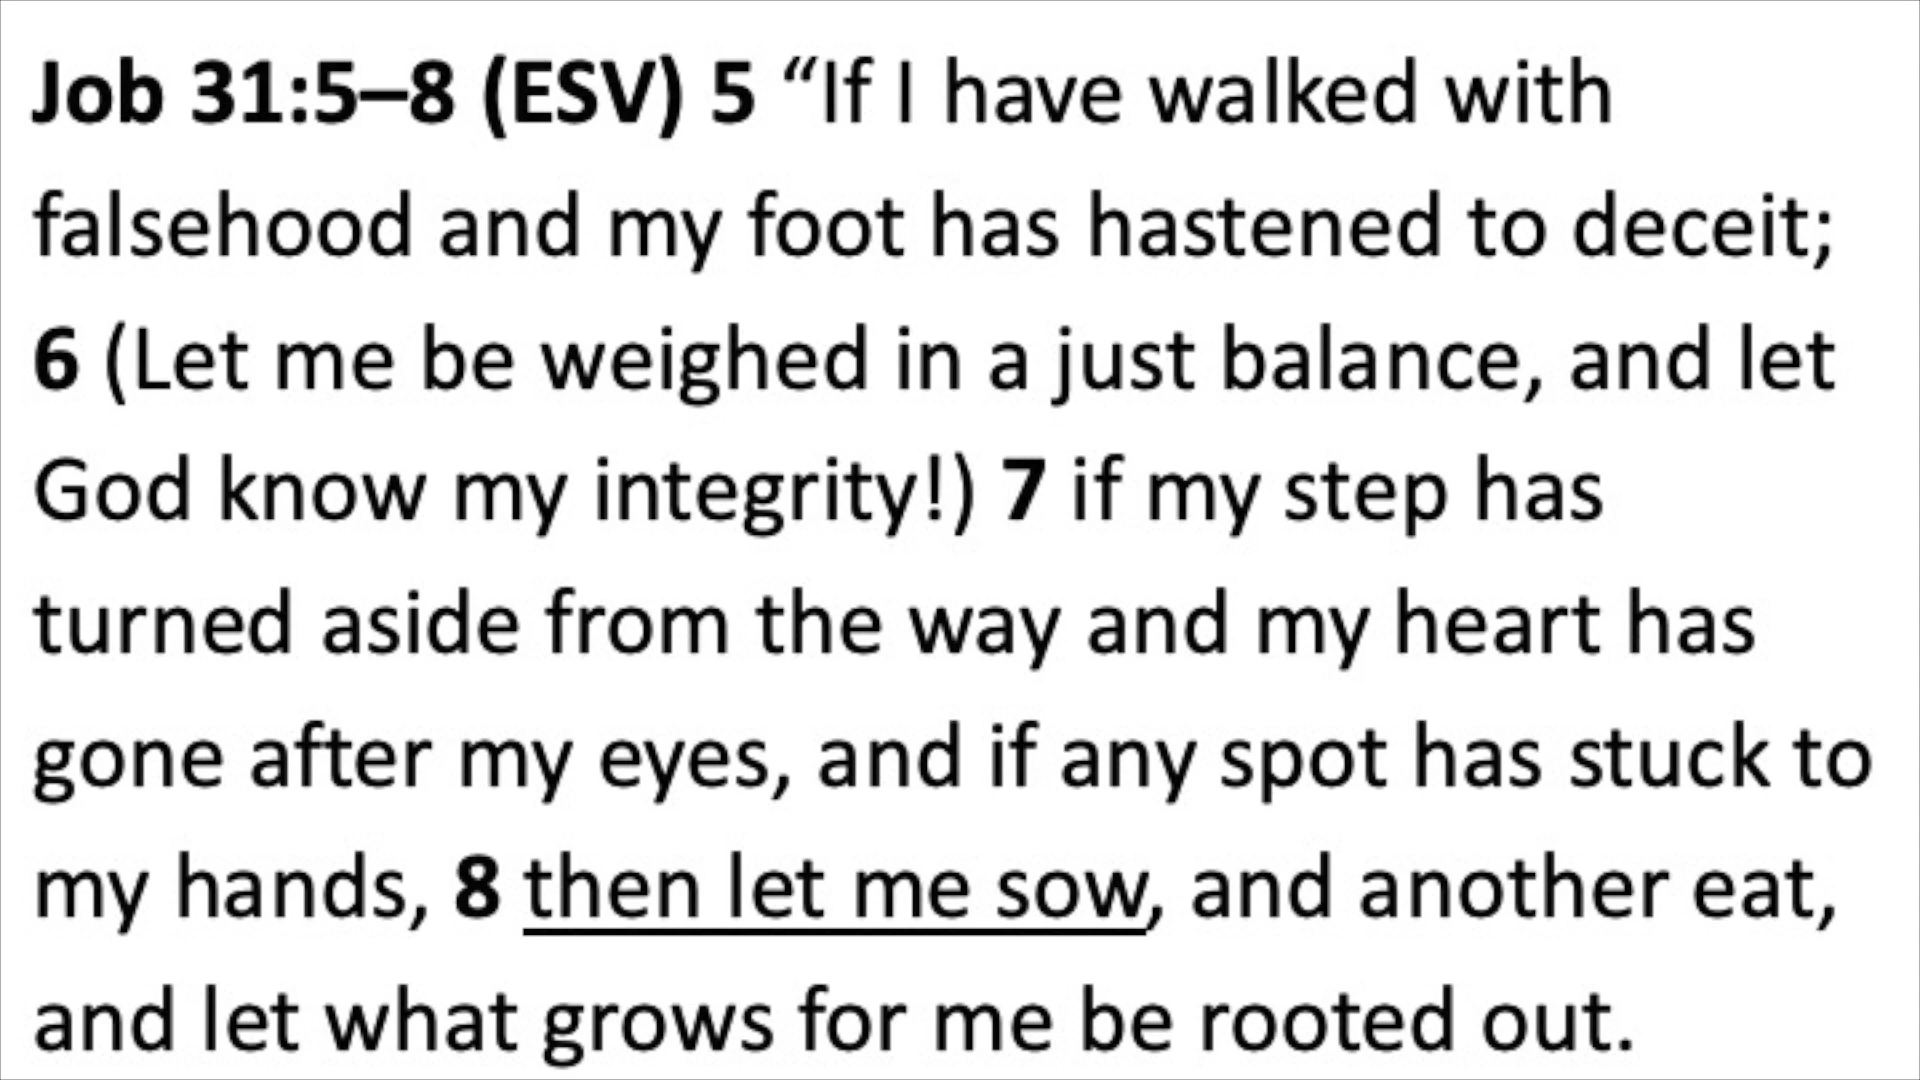 Job 31:5–8 (ESV) 5 “If I have walked with
falsehood and my foot has hastened to deceit;
6 (Let me be weighed in a just balance, and let
God know my integrity!) 7 if my step has
turned aside from the way and my heart has
gone after my eyes, and if any spot has stuck to
my hands, 8 then let me sow, and another eat,
and let what grows for me be rooted out.